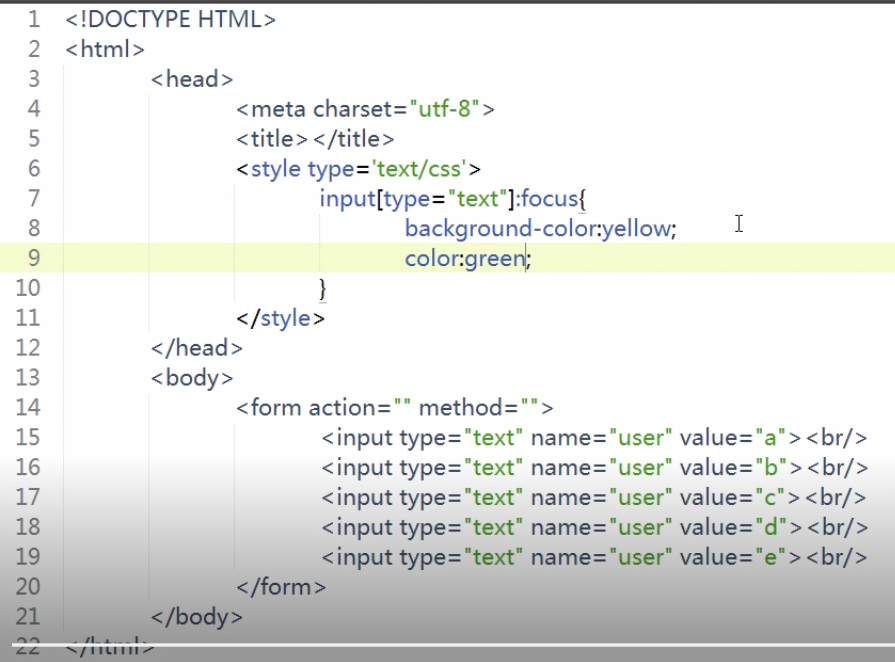 1 <!DOCTYPE HTML>
2 <html>
3 <head>
4 <meta charset="utf-8">
5 <title></title>
6 <style type='text/css'>
7 input[type="text"]:focus{
8 background-color:yellow;
9 color:green;
10 }
11 </style>
12 </head>
13 <body>
14 <form action="" method="">
15 <input type="text" name="user" value="a"><br/>
16 <input type="text" name="user" value="b"><br/>
17 <input type="text" name="user" value="c"><br/>
18 <input type="text" name="user" value="d"><br/>
19 <input type="text" name="user" value="e"><br/>
20 </form>
21 </body>
22 </html>